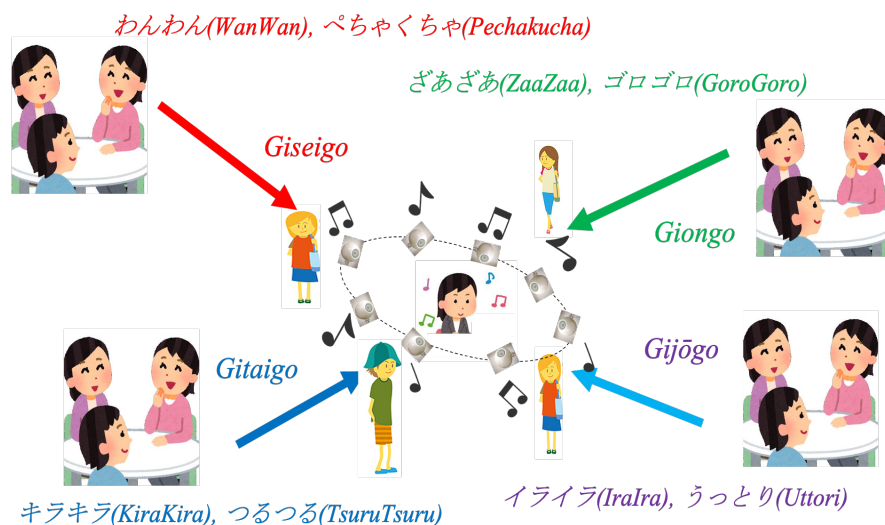 わんわん(WanWan), ぺちゃくちゃ(Pechakucha)
ざあざあ(ZaaZaa), ゴロゴロ(GoroGoro)
Giseigo
Giongo
Gitaigo
Gijōgo
キラキラ(KiraKira), つるつる(TsuruTsuru)
イライラ(IraIra), うっとり(Uttori)